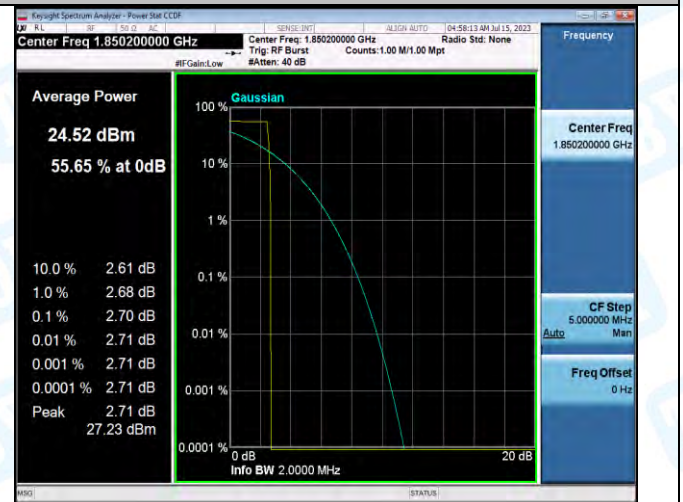 Keysight Spectrum Analyzer - Power Stat CCDF
RL RF 50 Ω AC SENSE:INT ALIGN AUTO 04:58:13 AM Jul 15, 2023
Center Freq 1.850200000 GHz
Center Freq: 1.850200000 GHz Radio Std: None
Trig: RF Burst Counts:1.00 M/1.00 Mpt
#IFGain:Low #Atten: 40 dB
Frequency
Average Power
24.52 dBm
55.65 % at 0dB
10.0 % 2.61 dB
1.0 % 2.68 dB
0.1 % 2.70 dB
0.01 % 2.71 dB
0.001 % 2.71 dB
0.0001 % 2.71 dB
Peak 2.71 dB
27.23 dBm
Gaussian
100 %
10 %
1 %
0.1 %
0.01 %
0.001 %
0.0001 %
0 dB 20 dB
Info BW 2.0000 MHz
Center Freq
1.850200000 GHz
CF Step
5.000000 MHz
Auto Man
Freq Offset
0 Hz
MSG STATUS